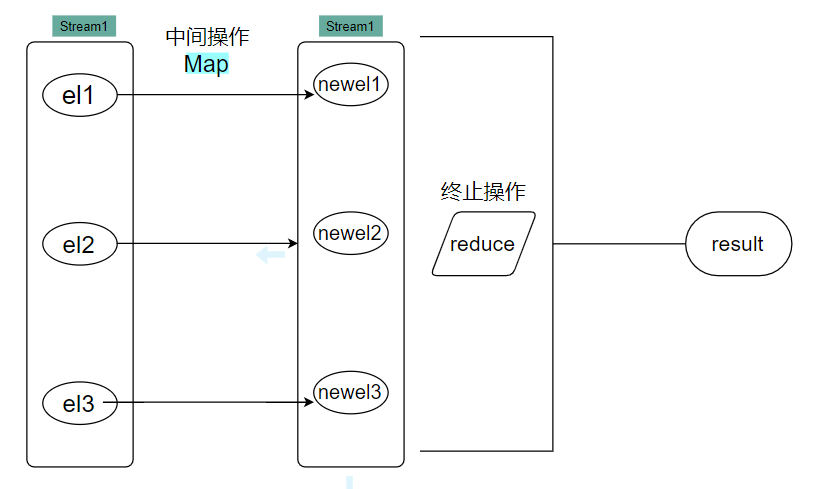 Stream1
中间操作
Map
Stream1
el1
newel1
el2
newel2
el3
newel3
终止操作
reduce
result